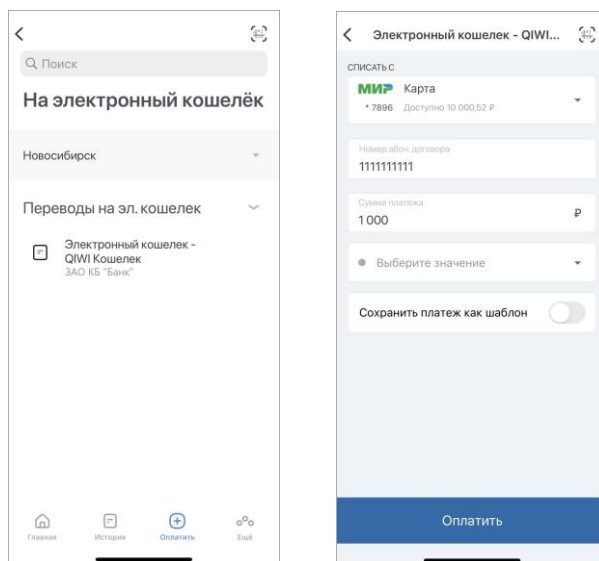 Поиск
На электронный кошелёк
Новосибирск
Переводы на эл. кошелек
Электронный кошелек -
QIWI Кошелек
ЗАО КБ "Банк"
Главная
История
Оплатить
Ещё
Электронный кошелек - QIWI...
СПИСАТЬ С
МИР Карта
* 7896 Доступно 10 000,52 ₽
Номер абон. договора
1111111111
Сумма платежа
1 000 ₽
Выберите значение
Сохранить платеж как шаблон
Оплатить